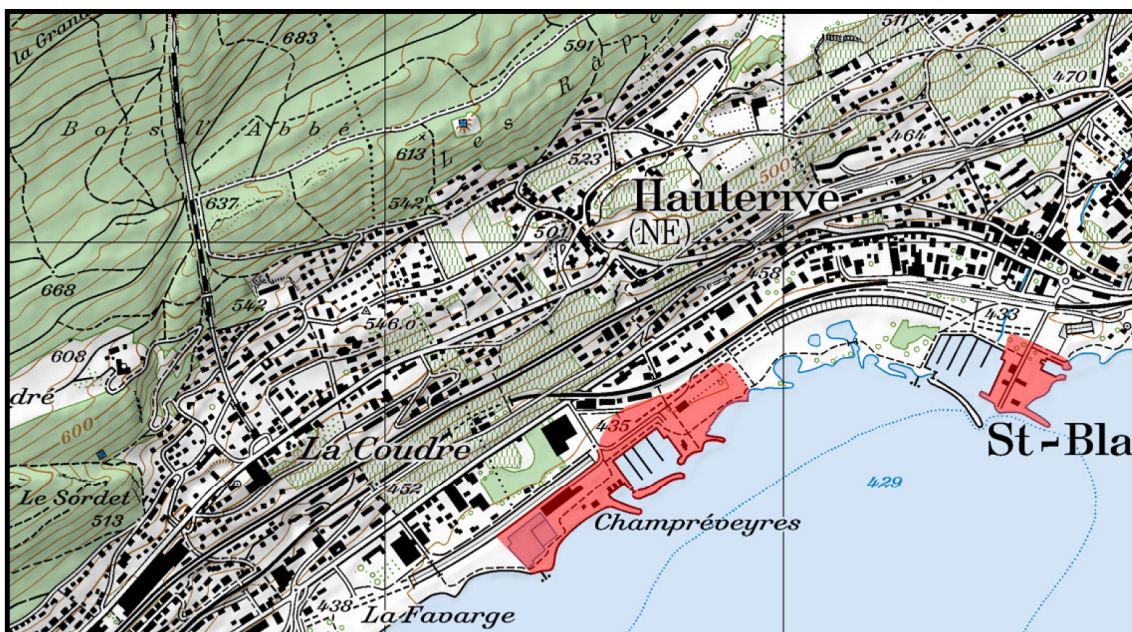 la Grand
683
591
511
470
Bois l'Abbé
Les Râpe
613
464
523
500
637
542
Hauterive
(NE)
501
668
458
542
546.0
433
608
dré
435
600
La Coudre
St-Bla
452
429
Le Sordet
513
Champréveyres
438
La Favarge